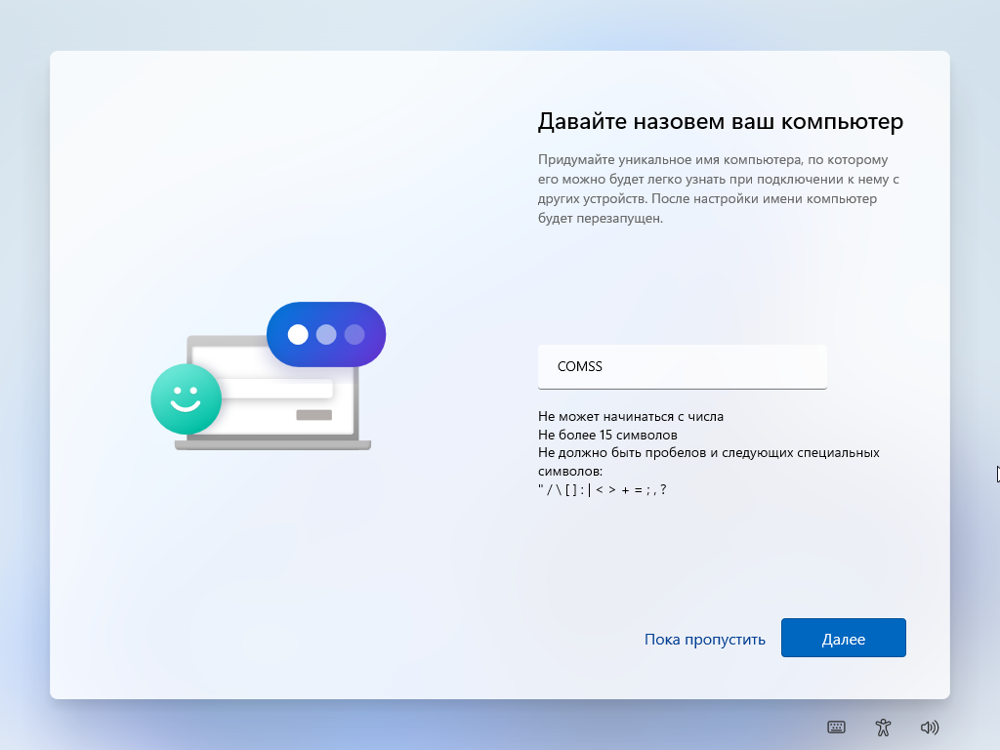 Давайте назовем ваш компьютер
Придумайте уникальное имя компьютера, по которому
его можно будет легко узнать при подключении к нему с
других устройств. После настройки имени компьютер
будет перезапущен.
COMSS
Не может начинаться с числа
Не более 15 символов
Не должно быть пробелов и следующих специальных
символов:
" / \ [ ] : | < > + = ; , ?
Пока пропустить
Далее